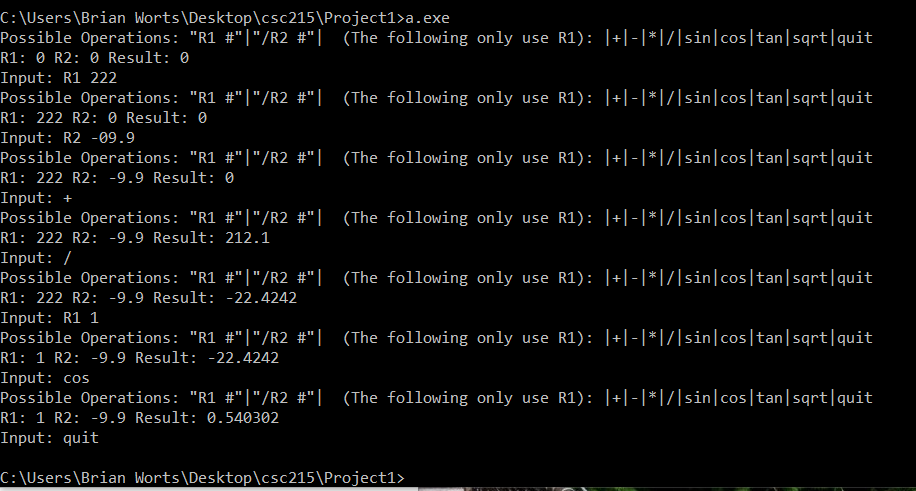 C:\Users\Brian Worts\Desktop\csc215\Project1>a.exe
Possible Operations: "R1 #"|"/R2 #"|  (The following only use R1): |+|-|*|/|sin|cos|tan|sqrt|quit
R1: 0 R2: 0 Result: 0
Input: R1 222
Possible Operations: "R1 #"|"/R2 #"|  (The following only use R1): |+|-|*|/|sin|cos|tan|sqrt|quit
R1: 222 R2: 0 Result: 0
Input: R2 -09.9
Possible Operations: "R1 #"|"/R2 #"|  (The following only use R1): |+|-|*|/|sin|cos|tan|sqrt|quit
R1: 222 R2: -9.9 Result: 0
Input: +
Possible Operations: "R1 #"|"/R2 #"|  (The following only use R1): |+|-|*|/|sin|cos|tan|sqrt|quit
R1: 222 R2: -9.9 Result: 212.1
Input: /
Possible Operations: "R1 #"|"/R2 #"|  (The following only use R1): |+|-|*|/|sin|cos|tan|sqrt|quit
R1: 222 R2: -9.9 Result: -22.4242
Input: R1 1
Possible Operations: "R1 #"|"/R2 #"|  (The following only use R1): |+|-|*|/|sin|cos|tan|sqrt|quit
R1: 1 R2: -9.9 Result: -22.4242
Input: cos
Possible Operations: "R1 #"|"/R2 #"|  (The following only use R1): |+|-|*|/|sin|cos|tan|sqrt|quit
R1: 1 R2: -9.9 Result: 0.540302
Input: quit
C:\Users\Brian Worts\Desktop\csc215\Project1>